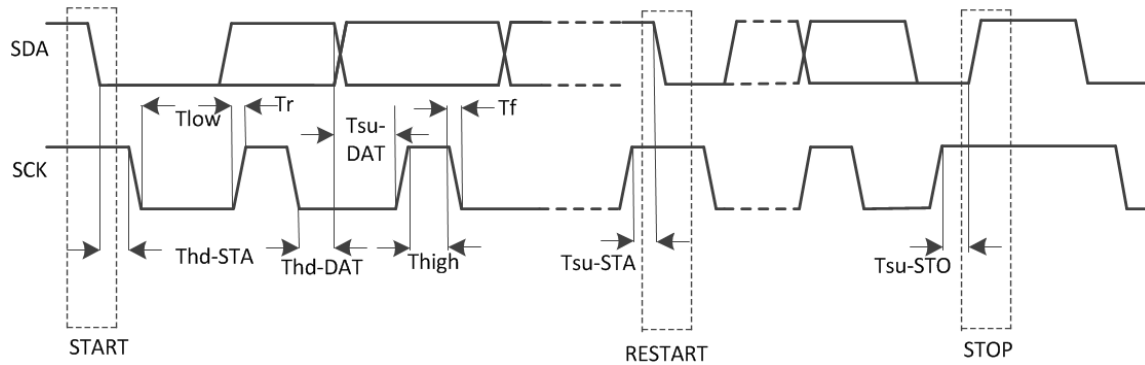 SDA
Tlow
Tr
Tsu-
DAT
Tf
SCK
Thd-STA
Thd-DAT
Thigh
Tsu-STA
Tsu-STO
START
RESTART
STOP